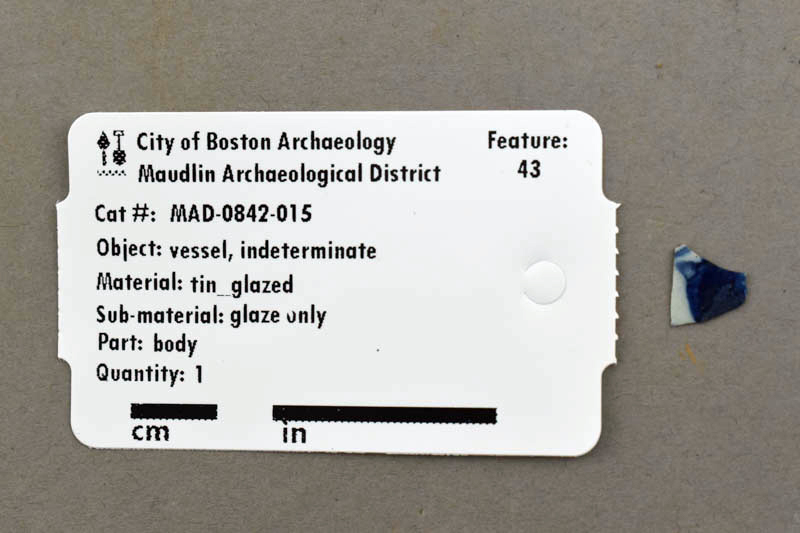 City of Boston Archaeology
Maudlin Archaeological District
Feature:
43
Cat #: MAD-0842-015
Object: vessel, indeterminate
Material: tin_glazed
Sub-material: glaze only
Part: body
Quantity: 1
cm
in